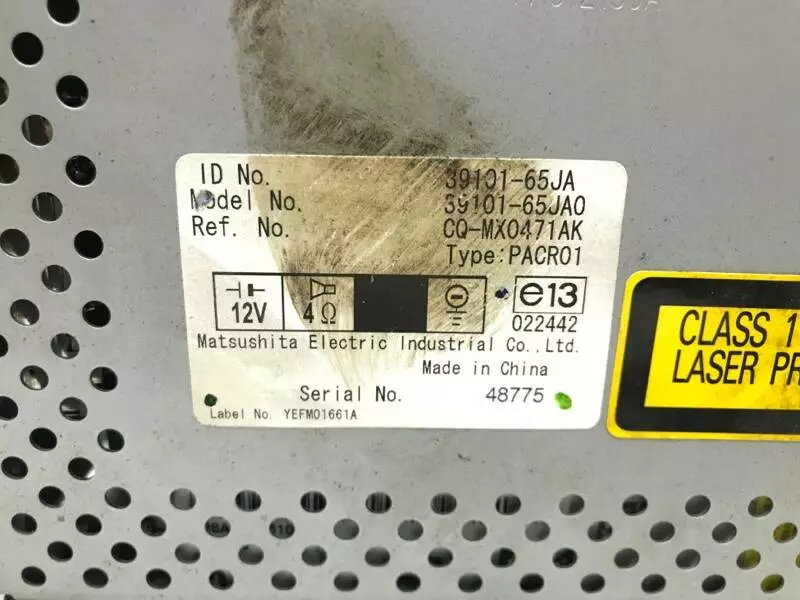 ID No. 39101-65JA
Model No. 39101-65JA0
Ref. No. CQ-MX0471AK
Type:PACR01
12V 4Ω e13
022442
Matsushita Electric Industrial Co.,Ltd.
Made in China
Serial No. 48775
Label No. YEFM01661A
CLASS 1
LASER PR